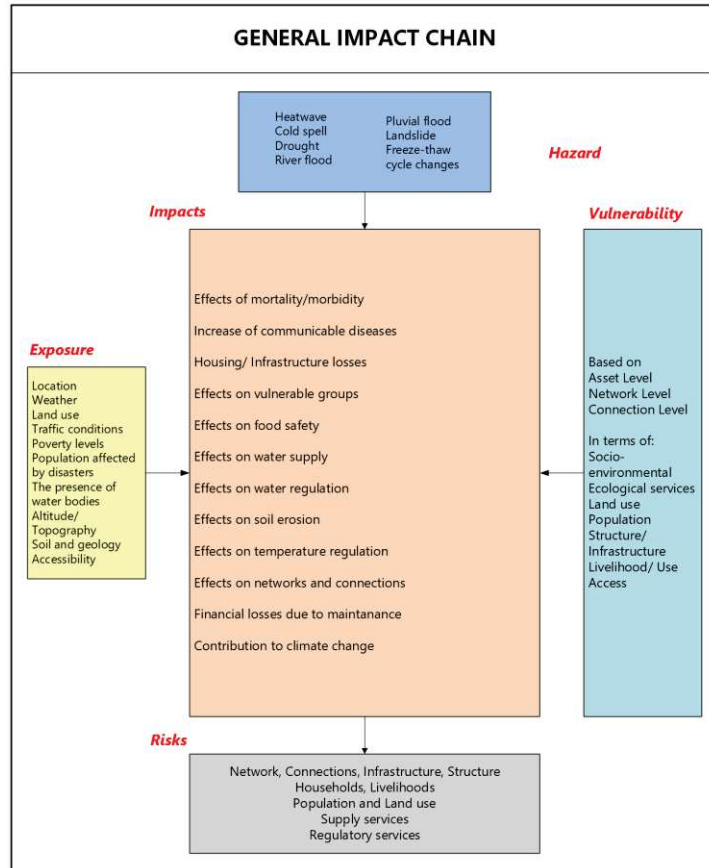 GENERAL IMPACT CHAIN
Heatwave
Cold spell
Drought
River flood
Pluvial flood
Landslide
Freeze-thaw
cycle changes
Hazard
Impacts
Vulnerability
Effects of mortality/morbidity
Increase of communicable diseases
Housing/ Infrastructure losses
Effects on vulnerable groups
Effects on food safety
Effects on water supply
Effects on water regulation
Effects on soil erosion
Effects on temperature regulation
Effects on networks and connections
Financial losses due to maintanance
Contribution to climate change
Exposure
Location
Weather
Land use
Traffic conditions
Poverty levels
Population affected
by disasters
The presence of
water bodies
Altitude/
Topography
Soil and geology
Accessibility
Based on
Asset Level
Network Level
Connection Level
In terms of:
Socio-
environmental
Ecological services
Land use
Population
Structure/
Infrastructure
Livelihood/ Use
Access
Risks
Network, Connections, Infrastructure, Structure
Households, Livelihoods
Population and Land use
Supply services
Regulatory services